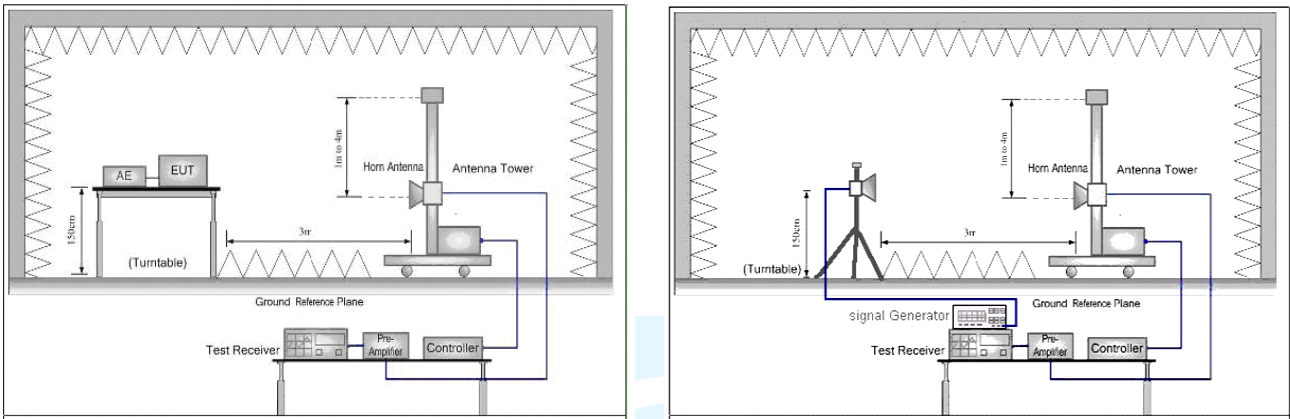 1m to 4m
Horn Antenna
Antenna Tower
AE
EUT
150cm
3m
(Turntable)
Ground Reference Plane
Test Receiver
Pre-
Amplifier
Controller
1m to 4m
Horn Antenna
Antenna Tower
150cm
3m
(Turntable)
Ground Reference Plane
signal Generator
Test Receiver
Pre-
Amplifier
Controller